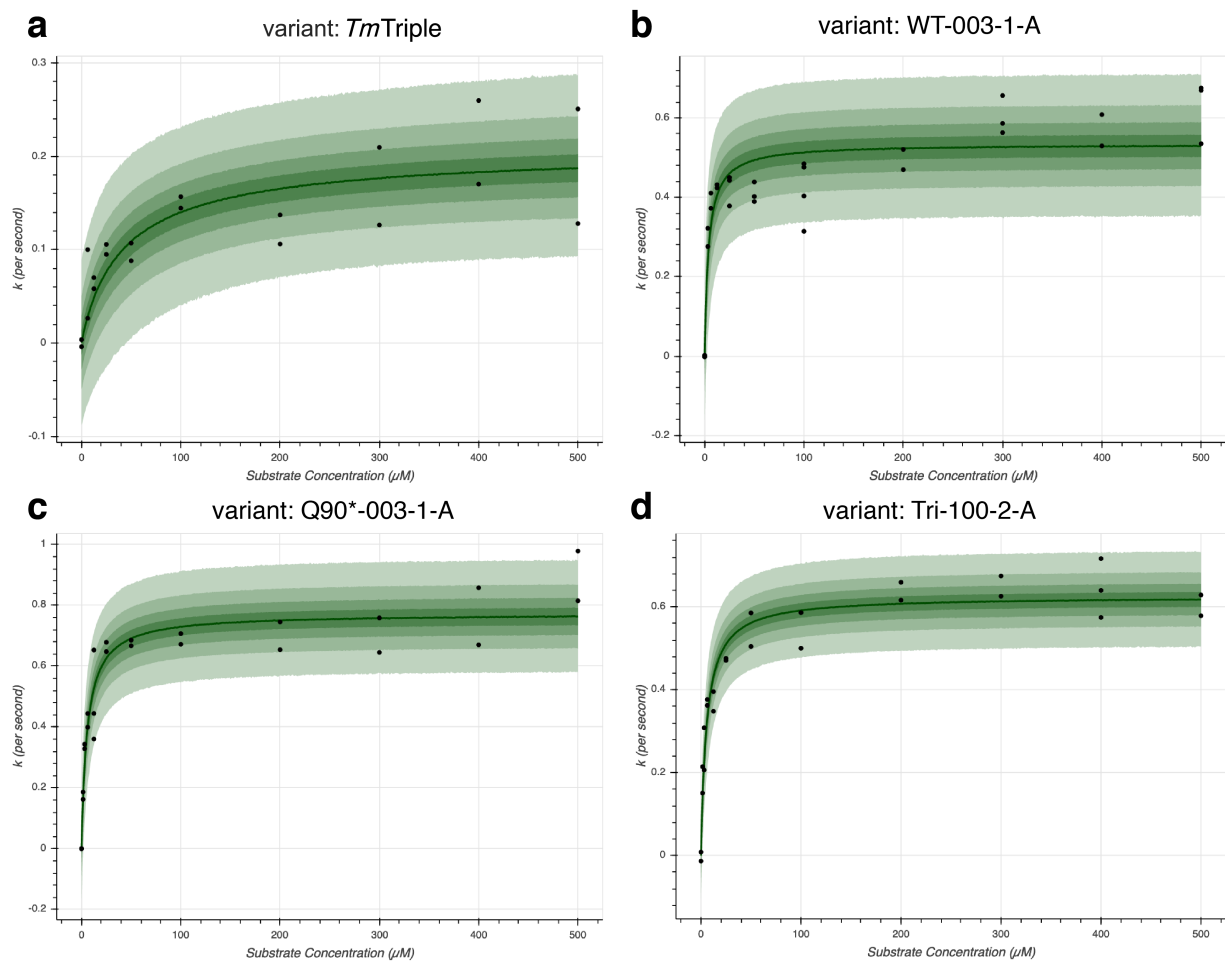 a
variant: TmTriple
0.3
0.2
0.1
0
-0.1
k (per second)
0 100 200 300 400 500
Substrate Concentration (µM)
b
variant: WT-003-1-A
0.6
0.4
0.2
0
-0.2
k (per second)
0 100 200 300 400 500
Substrate Concentration (µM)
c
variant: Q90*-003-1-A
1
0.8
0.6
0.4
0.2
0
-0.2
k (per second)
0 100 200 300 400 500
Substrate Concentration (µM)
d
variant: Tri-100-2-A
0.6
0.4
0.2
0
k (per second)
0 100 200 300 400 500
Substrate Concentration (µM)